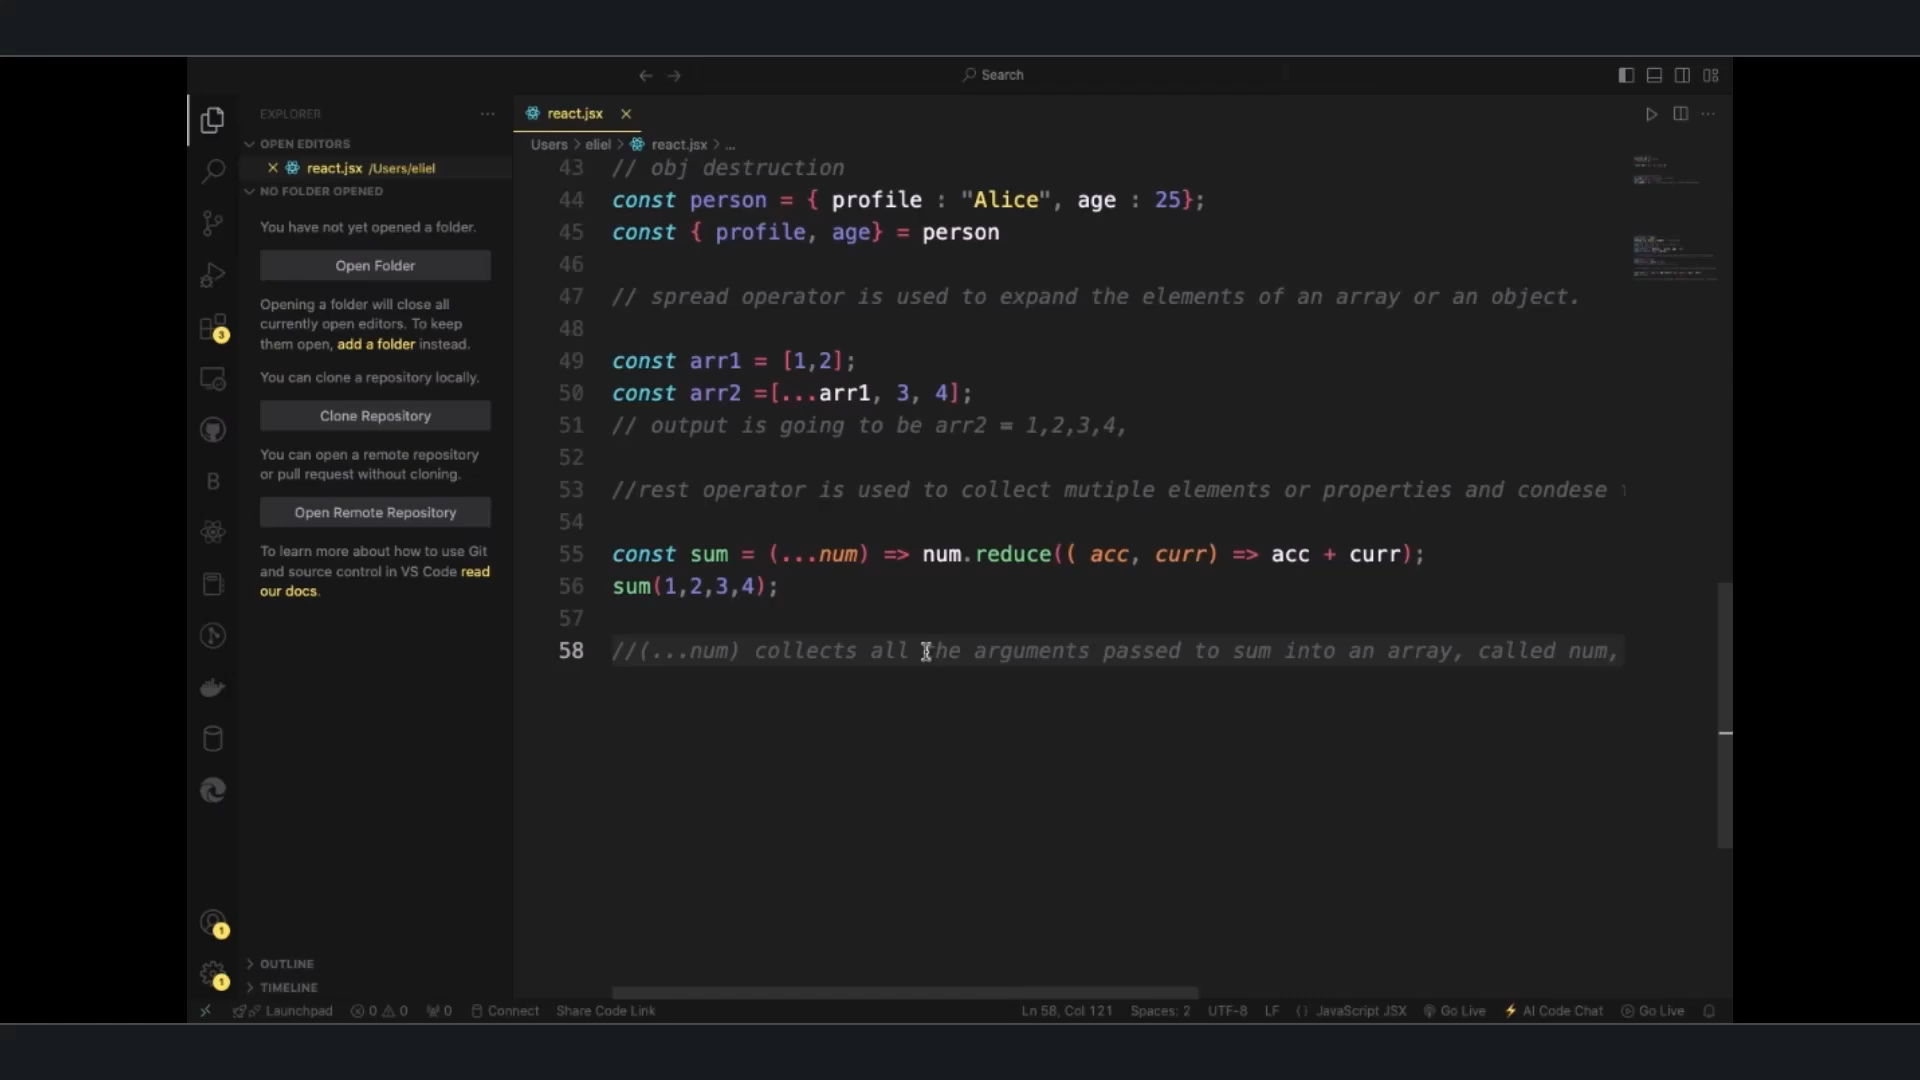 Search
EXPLORER
OPEN EDITORS
react.jsx /Users/eliel
NO FOLDER OPENED
You have not yet opened a folder.
Open Folder
Opening a folder will close all
currently open editors. To keep
them open, add a folder instead.
You can clone a repository locally.
Clone Repository
You can open a remote repository
or pull request without cloning.
Open Remote Repository
To learn more about how to use Git
and source control in VS Code read
our docs.
OUTLINE
TIMELINE
3
B
1
1
react.jsx
Users > eliel > react.jsx > ...
43 // obj destruction
44 const person = { profile : "Alice", age : 25};
45 const { profile, age} = person
46
47 // spread operator is used to expand the elements of an array or an object.
48
49 const arr1 = [1,2];
50 const arr2 =[...arr1, 3, 4];
51 // output is going to be arr2 = 1,2,3,4,
52
53 //rest operator is used to collect mutiple elements or properties and condese
54
55 const sum = (...num) => num.reduce(( acc, curr) => acc + curr);
56 sum(1,2,3,4);
57
58 //(...num) collects all the arguments passed to sum into an array, called num,
Launchpad 0 0 0 Connect Share Code Link Ln 58, Col 121 Spaces: 2 UTF-8 LF {} JavaScript JSX Go Live AI Code Chat Go Live